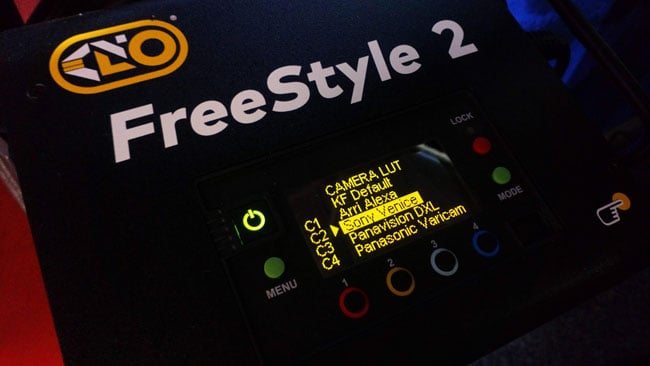 KINO
FreeStyle 2
LOCK
CAMERA LUT
KF Default
Arri Alexa
C1
Sony Venice
C2
Panavision DXL
C3
Panasonic Varicam
C4
MODE
MENU
1
2
3
4